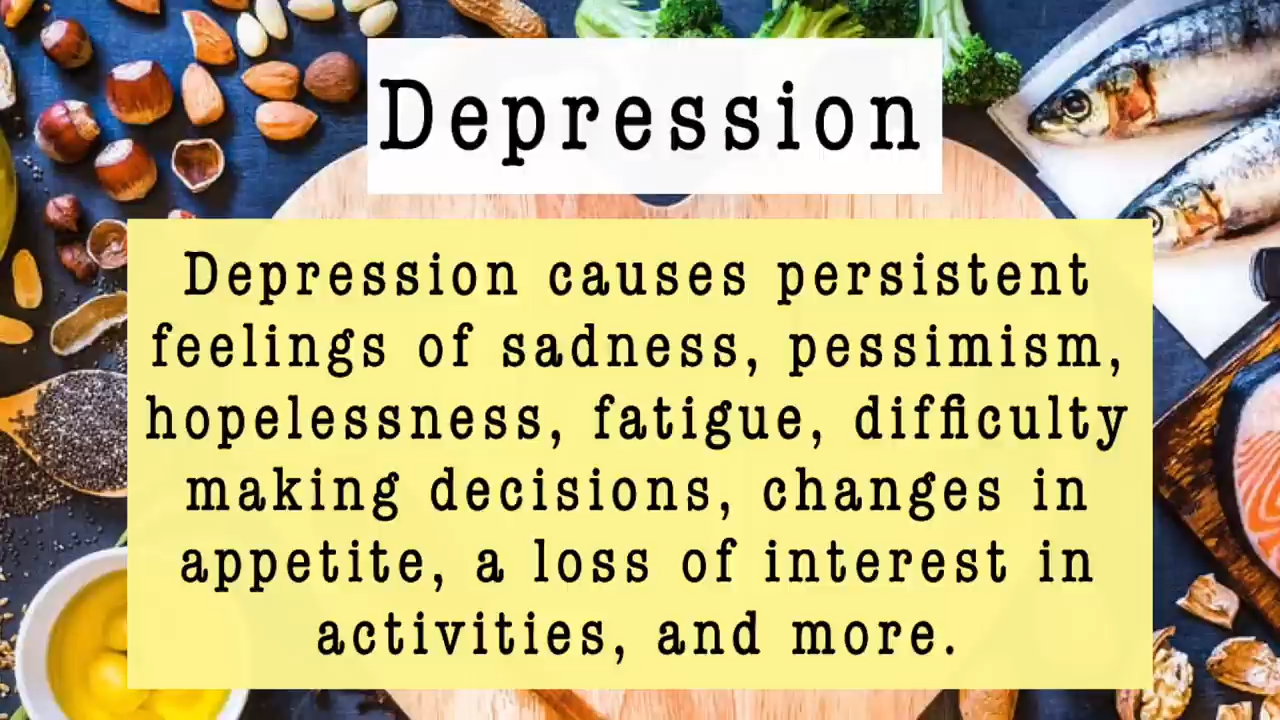 Depression
Depression causes persistent
feelings of sadness, pessimism,
hopelessness, fatigue, difficulty
making decisions, changes in
appetite, a loss of interest in
activities, and more.